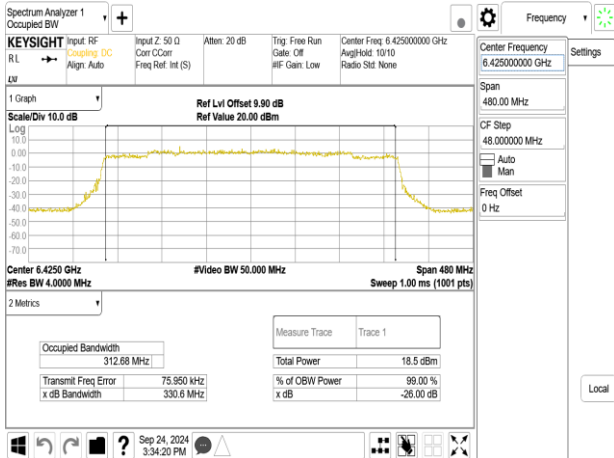 Spectrum Analyzer 1
Occupied BW
+
Frequency
KEYSIGHT
RL
Input: RF
Coupling: DC
Align: Auto
Input Z: 50 Ω
Corr CCorr
Freq Ref: Int (S)
Atten: 20 dB
Trig: Free Run
Gate: Off
#IF Gain: Low
Center Freq: 6.425000000 GHz
Avg|Hold: 10/10
Radio Std: None
Center Frequency
6.425000000 GHz
Settings
Span
480.00 MHz
CF Step
48.000000 MHz
Auto
Man
Freq Offset
0 Hz
Local
1 Graph
Scale/Div 10.0 dB
Ref Lvl Offset 9.90 dB
Ref Value 20.00 dBm
Log
10.0
0.00
-10.0
-20.0
-30.0
-40.0
-50.0
-60.0
-70.0
Center 6.4250 GHz
#Video BW 50.000 MHz
Span 480 MHz
#Res BW 4.0000 MHz
Sweep 1.00 ms (1001 pts)
2 Metrics
Measure Trace
Trace 1
Occupied Bandwidth
312.68 MHz
Total Power
18.5 dBm
Transmit Freq Error
75.950 kHz
% of OBW Power
99.00 %
x dB Bandwidth
330.6 MHz
x dB
-26.00 dB
?
Sep 24, 2024
3:34:20 PM